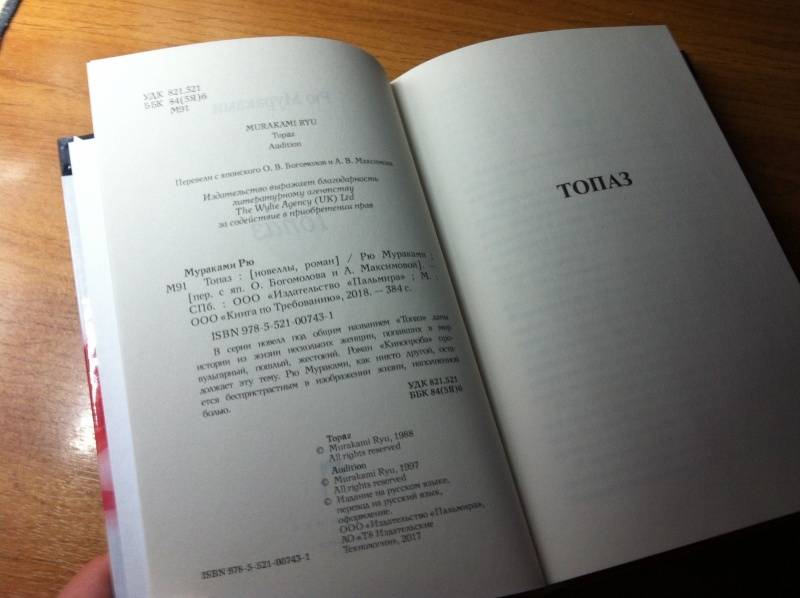 УДК 821.521
ББК 84(5Я)6
М91
MURAKAMI RYU
Topaz
Audition
Перевели с японского О. В. Богомолов и Л. В. Максимова
Издательство выражает благодарность
литературному агентству
The Wylie Agency (UK) Ltd
за содействие в приобретении прав
Мураками Рю
М91 Топаз : [новеллы, роман] / Рю Мураками ;
[пер. с яп. О. Богомолова и Л. Максимовой]. —
СПб. : ООО «Издательство «Пальмира» ; М. :
ООО «Книга по Требованию», 2018. — 384 с.
ISBN 978-5-521-00743-1
В серии новелл под общим названием «Топаз» даны
истории из жизни нескольких женщин, попавших в мир
вульгарный, пошлый, жестокий. Роман «Кинопроба» про-
должает эту тему. Рю Мураками, как никто другой, оста-
ется беспристрастным в изображении жизни, наполненной
болью.
УДК 821.521
ББК 84(5Я)6
Topaz
© Murakami Ryu, 1988
All rights reserved
Audition
© Murakami Ryu, 1997
All rights reserved
© Издание на русском языке,
перевод на русский язык,
оформление.
ООО «Издательство «Пальмира»,
АО «Т8 Издательские
Технологии», 2017
ISBN 978-5-521-00743-1
ТОПАЗ